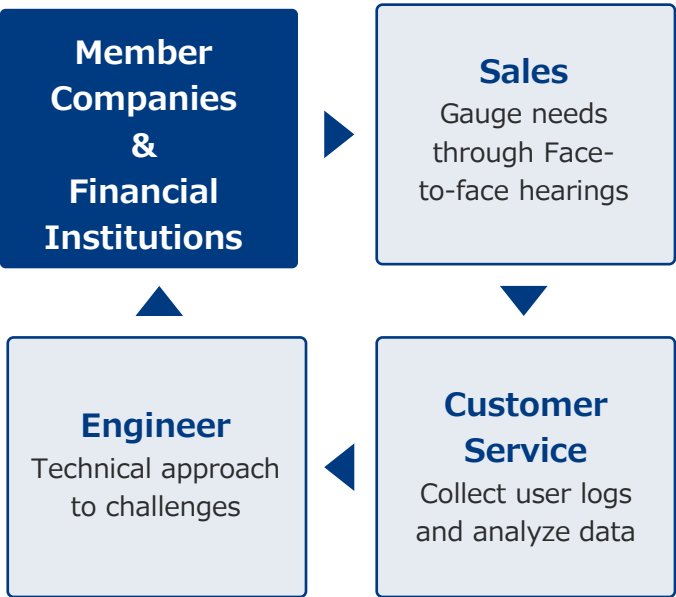 Member
Companies
&
Financial
Institutions
Sales
Gauge needs
through Face-
to-face hearings
Customer
Service
Collect user logs
and analyze data
Engineer
Technical approach
to challenges